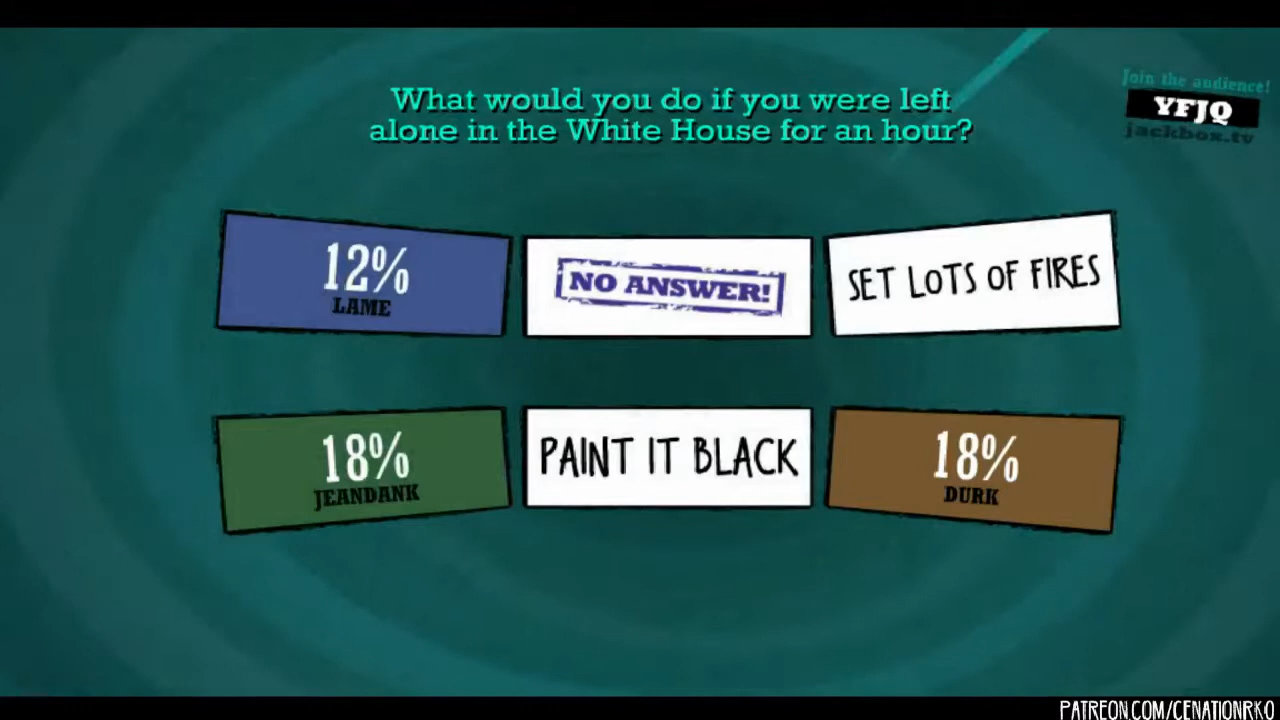 What would you do if you were left
alone in the White House for an hour?
Join the audience!
YFJQ
jackbox.tv
12%
LAME
NO ANSWER!
SET LOTS OF FIRES
18%
JEANDANK
PAINT IT BLACK
18%
DURK
PATREON.COM/CENATIONRKO